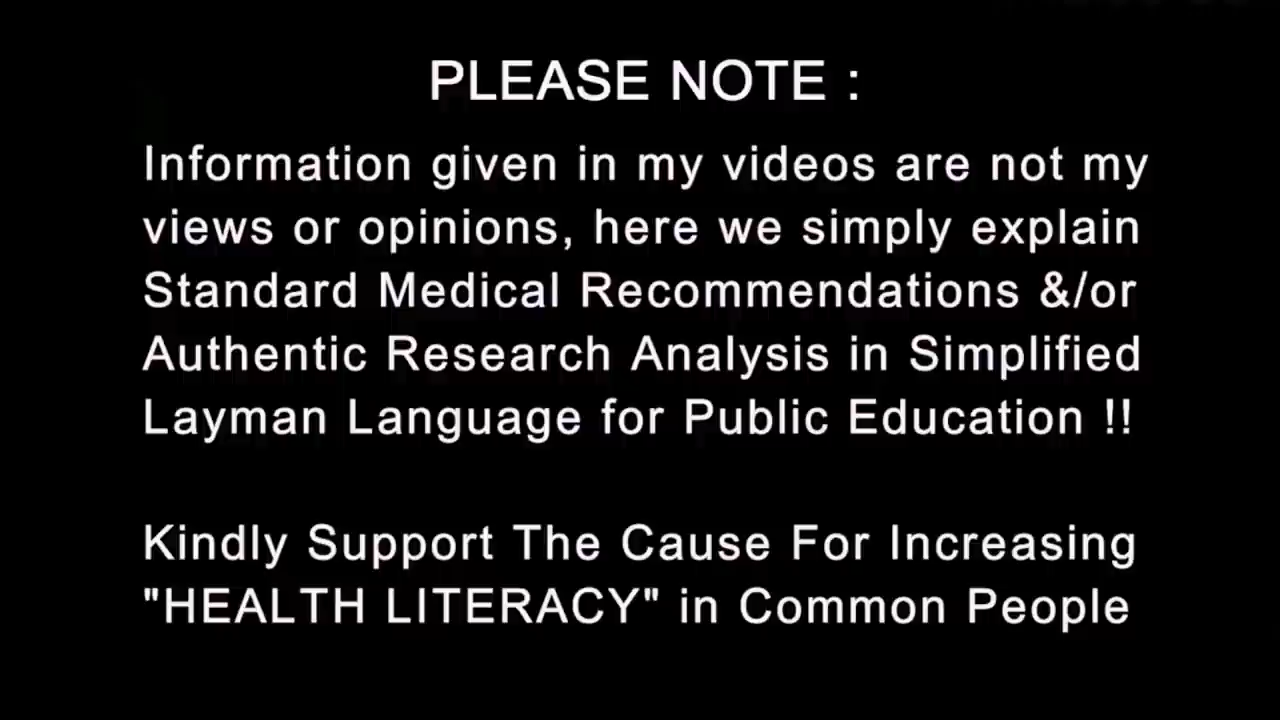 PLEASE NOTE :
Information given in my videos are not my
views or opinions, here we simply explain
Standard Medical Recommendations &/or
Authentic Research Analysis in Simplified
Layman Language for Public Education !!
Kindly Support The Cause For Increasing
"HEALTH LITERACY" in Common People